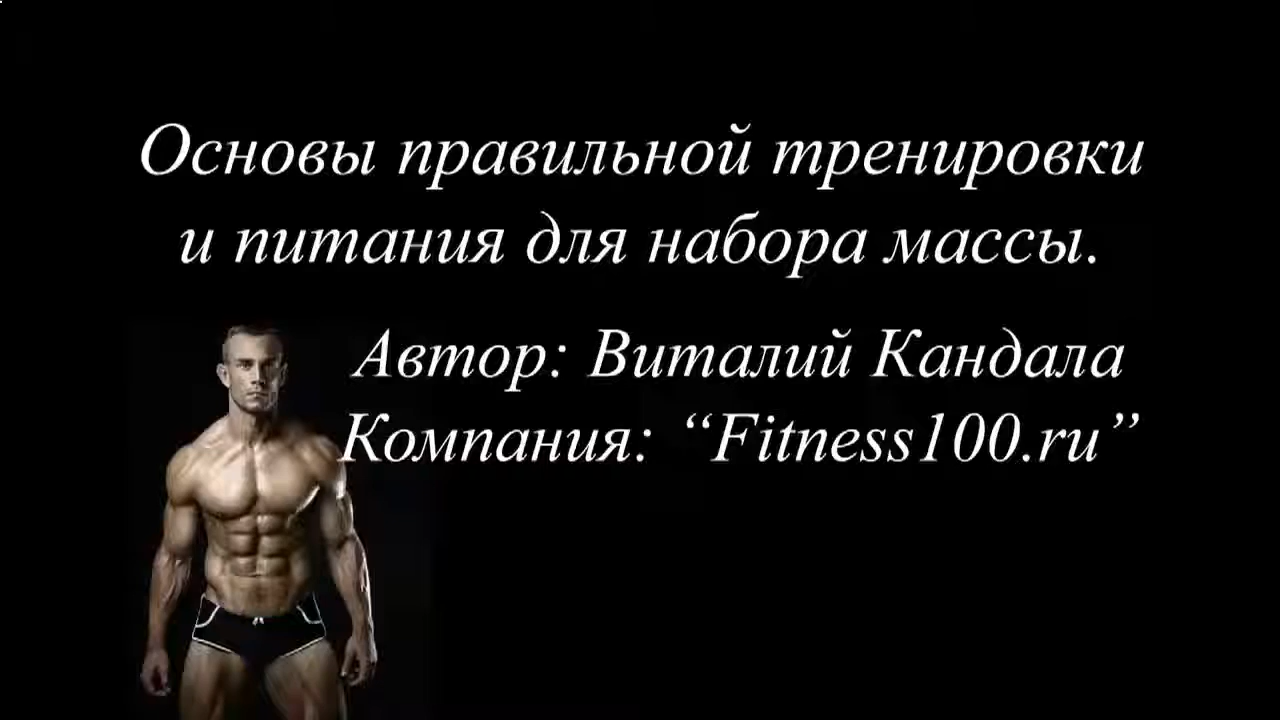 Основы правильной тренировки
и питания для набора массы.
Автор: Виталий Кандала
Компания: “Fitness100.ru”